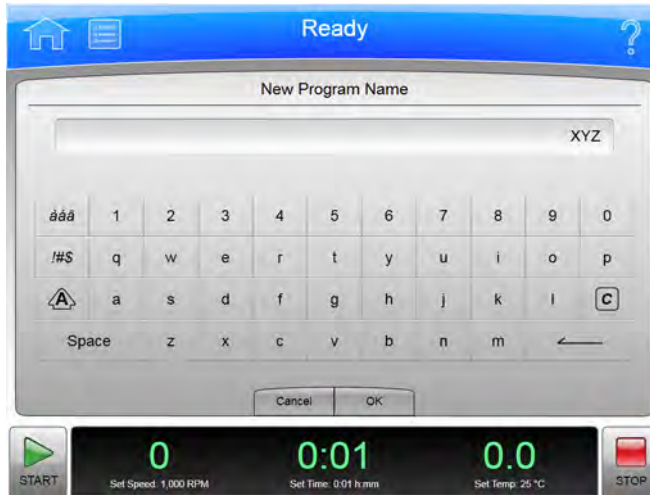 Ready
?
New Program Name
XYZ
áàâ 1 2 3 4 5 6 7 8 9 0
!#$ q w e r t y u i o p
A a s d f g h j k l C
Space z x c v b n m
Cancel OK
START 0 0:01 0.0 STOP
Set Speed: 1,000 RPM Set Time: 0:01 h:mm Set Temp: 25 °C